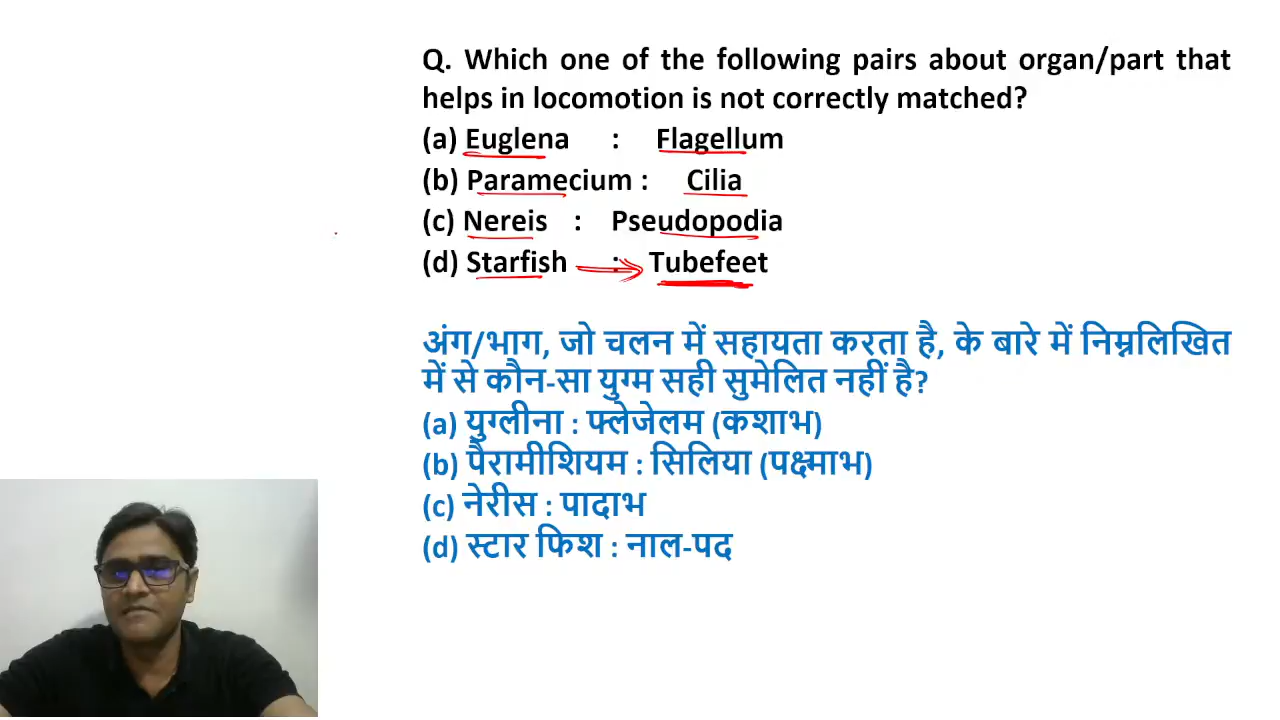 Q. Which one of the following pairs about organ/part that
helps in locomotion is not correctly matched?
(a) Euglena : Flagellum
(b) Paramecium : Cilia
(c) Nereis : Pseudopodia
(d) Starfish : Tubefeet
अंग/भाग, जो चलन में सहायता करता है, के बारे में निम्नलिखित
में से कौन-सा युग्म सही सुमेलित नहीं है?
(a) युग्लीना : फ्लेजेलम (कशाभ)
(b) पैरामीशियम : सिलिया (पक्ष्माभ)
(c) नेरीस : पादाभ
(d) स्टार फिश : नाल-पद